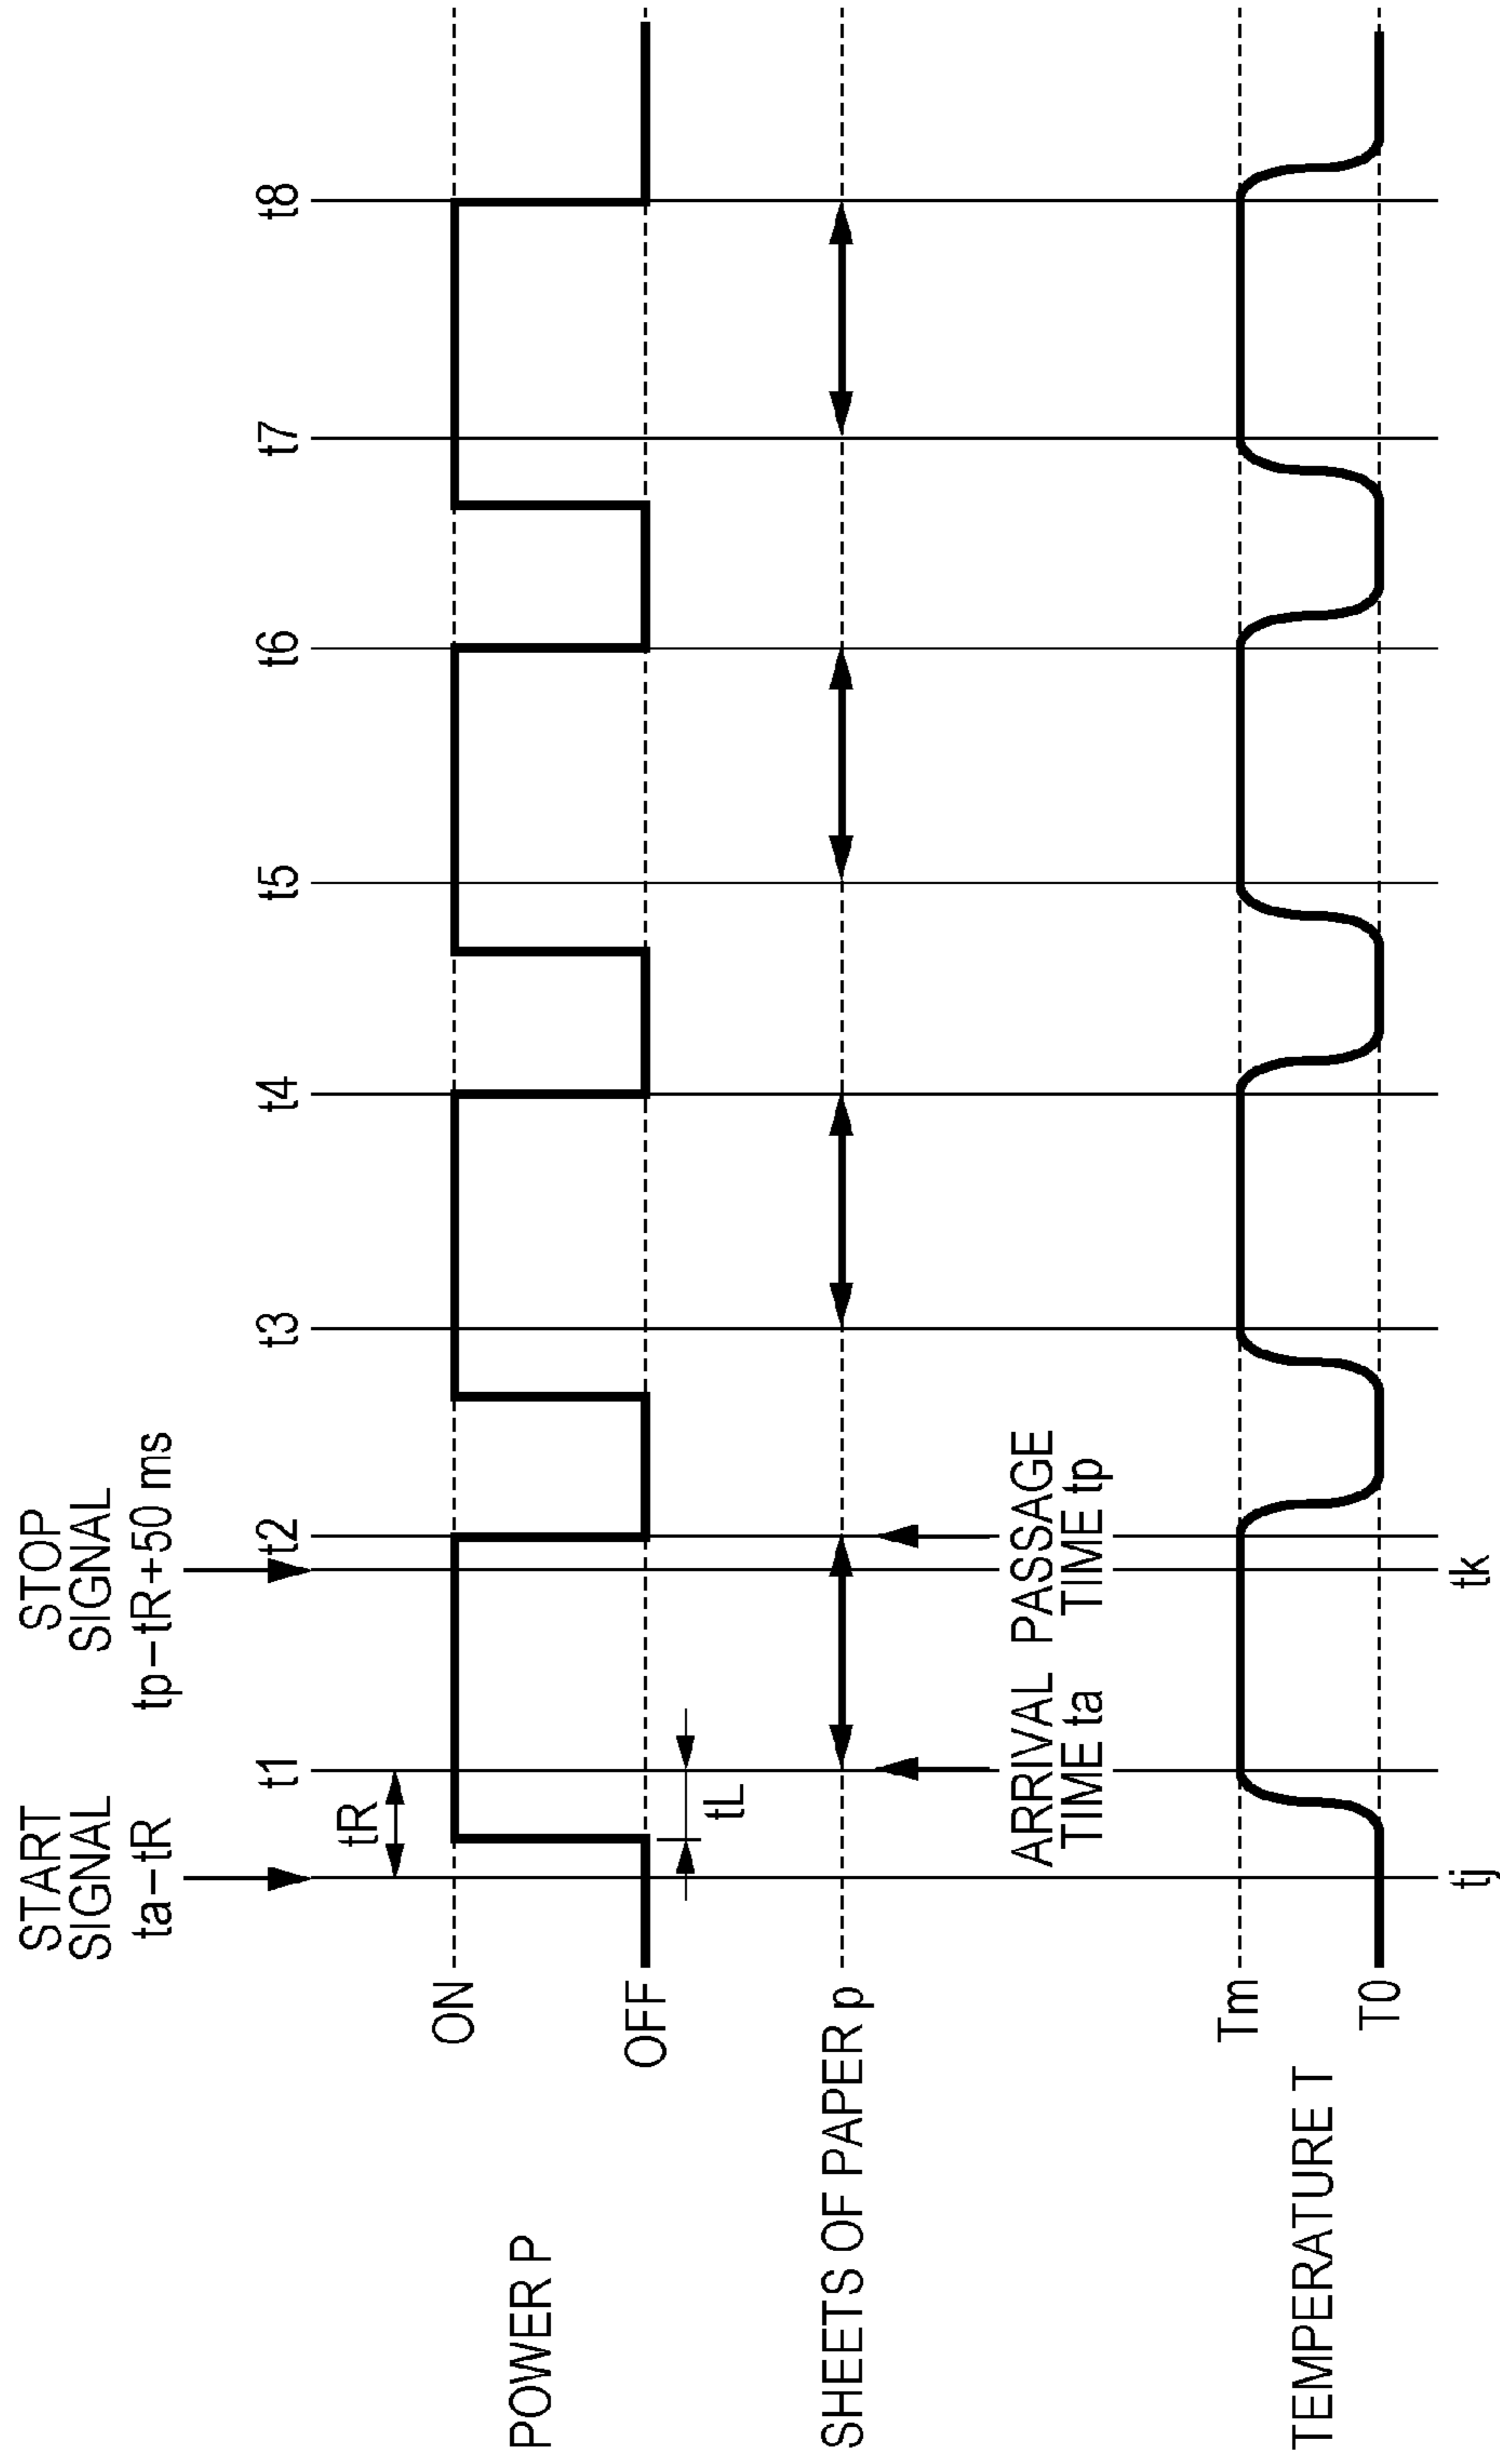 START
SIGNAL
ta−tR
STOP
SIGNAL
tp−tR+50 ms
t1
t2
t3
t4
t5
t6
t7
t8
tR
ON
POWER P
OFF
tL
SHEETS OF PAPER p
ARRIVAL
TIME ta
PASSAGE
TIME tp
Tm
TEMPERATURE T
T0
tj
tk